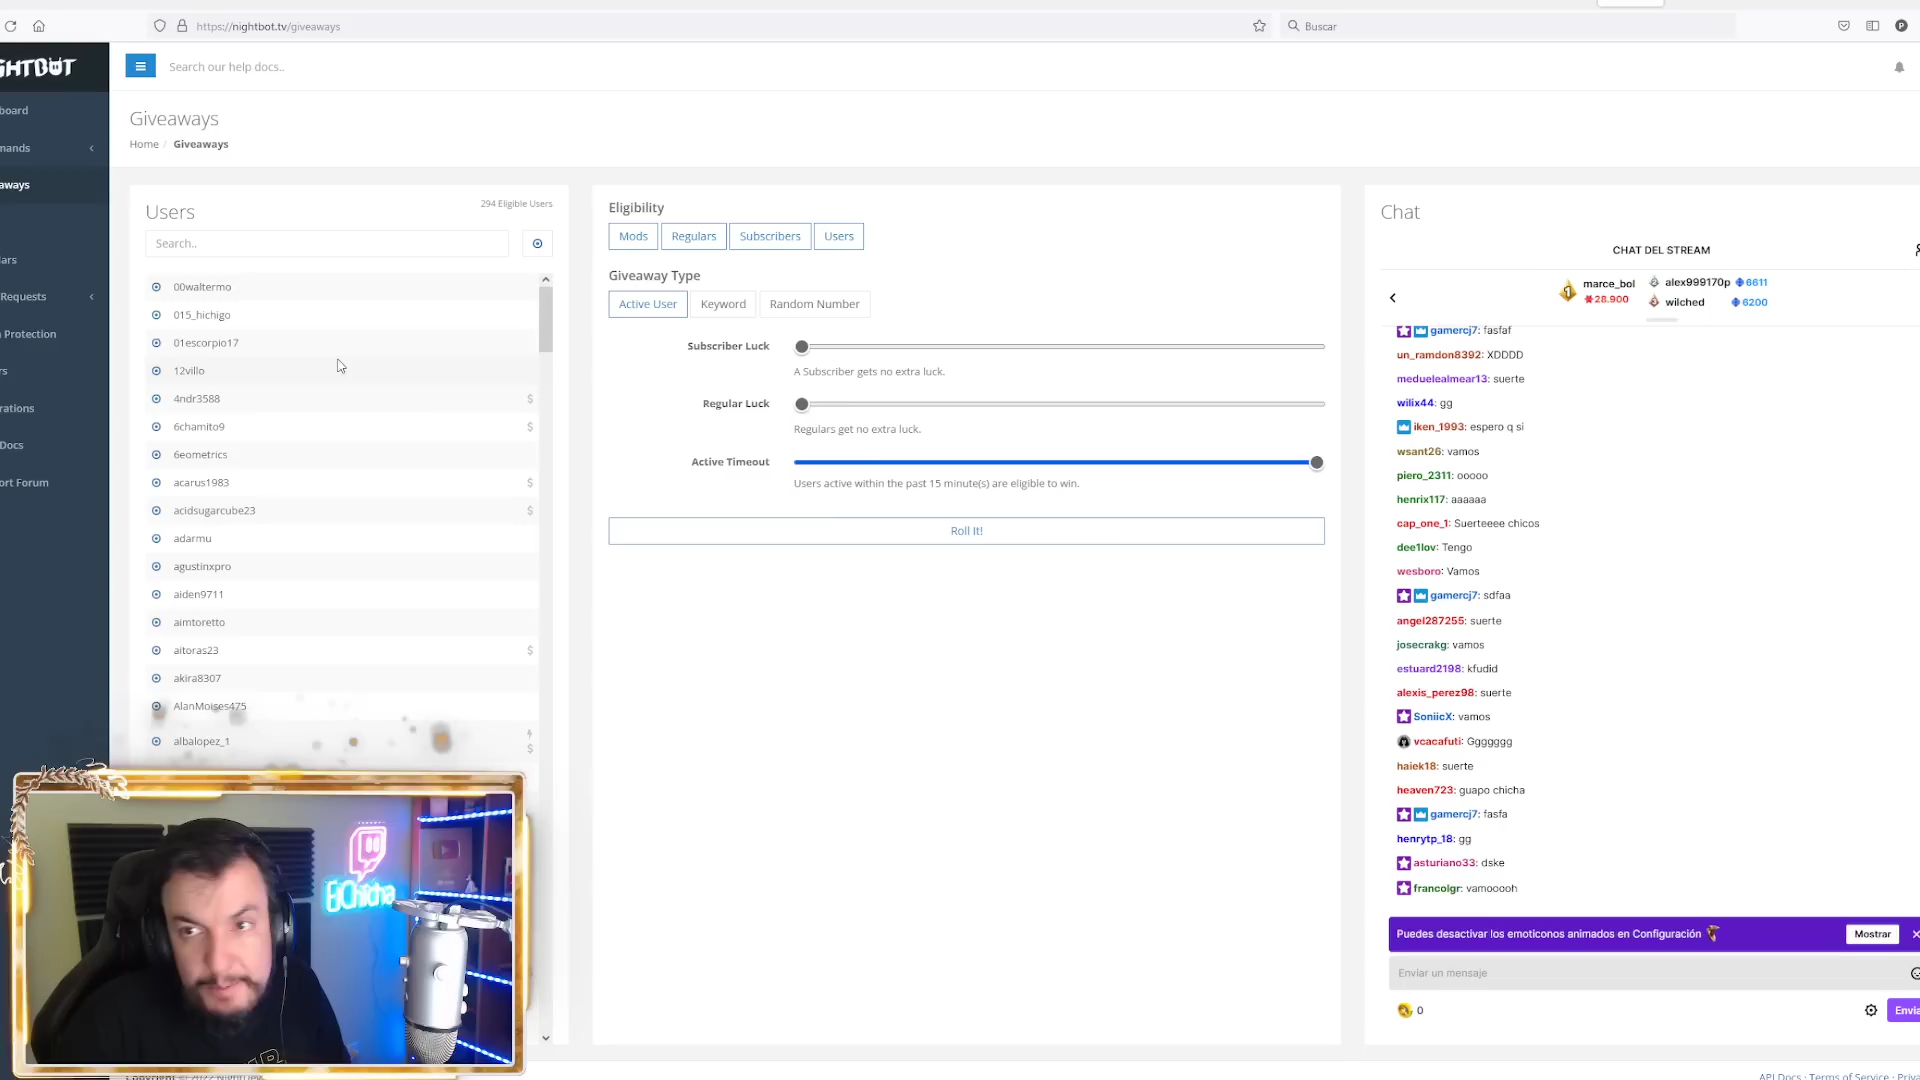 https://nightbot.tv/giveaways
Buscar
Search our help docs..
board
Giveaways
mands
Home / Giveaways
aways
Users
294 Eligible Users
Search..
ars
Requests
Protection
rs
rations
Docs
ort Forum
00waltermo
015_hichigo
01escorpio17
12villo
4ndr3588 $
6chamito9 $
6eometrics
acarus1983 $
acidsugarcube23 $
adarmu
agustinxpro
aiden9711
aimtoretto
aitoras23 $
akira8307
AlanMoises475
albalopez_1 $
Eligibility
Mods Regulars Subscribers Users
Giveaway Type
Active User Keyword Random Number
Subscriber Luck
A Subscriber gets no extra luck.
Regular Luck
Regulars get no extra luck.
Active Timeout
Users active within the past 15 minute(s) are eligible to win.
Roll It!
Chat
CHAT DEL STREAM
1 marce_bol 28.900
alex999170p 6611
wilched 6200
gamercj7: fasfaf
un_ramdon8392: XDDDD
meduelealmear13: suerte
wilix44: gg
iken_1993: espero q si
wsant26: vamos
piero_2311: ooooo
henrix117: aaaaaa
cap_one_1: Suerteeee chicos
dee1lov: Tengo
wesboro: Vamos
gamercj7: sdfaa
angel287255: suerte
josecrakg: vamos
estuard2198: kfudid
alexis_perez98: suerte
SoniicX: vamos
vcacafuti: Ggggggg
haiek18: suerte
heaven723: guapo chicha
gamercj7: fasfa
henrytp_18: gg
asturiano33: dske
francolgr: vamooooh
Puedes desactivar los emoticonos animados en Configuración
Mostrar
Enviar un mensaje
0
Envia
ElChicha
API Docs · Terms of Service · Priva